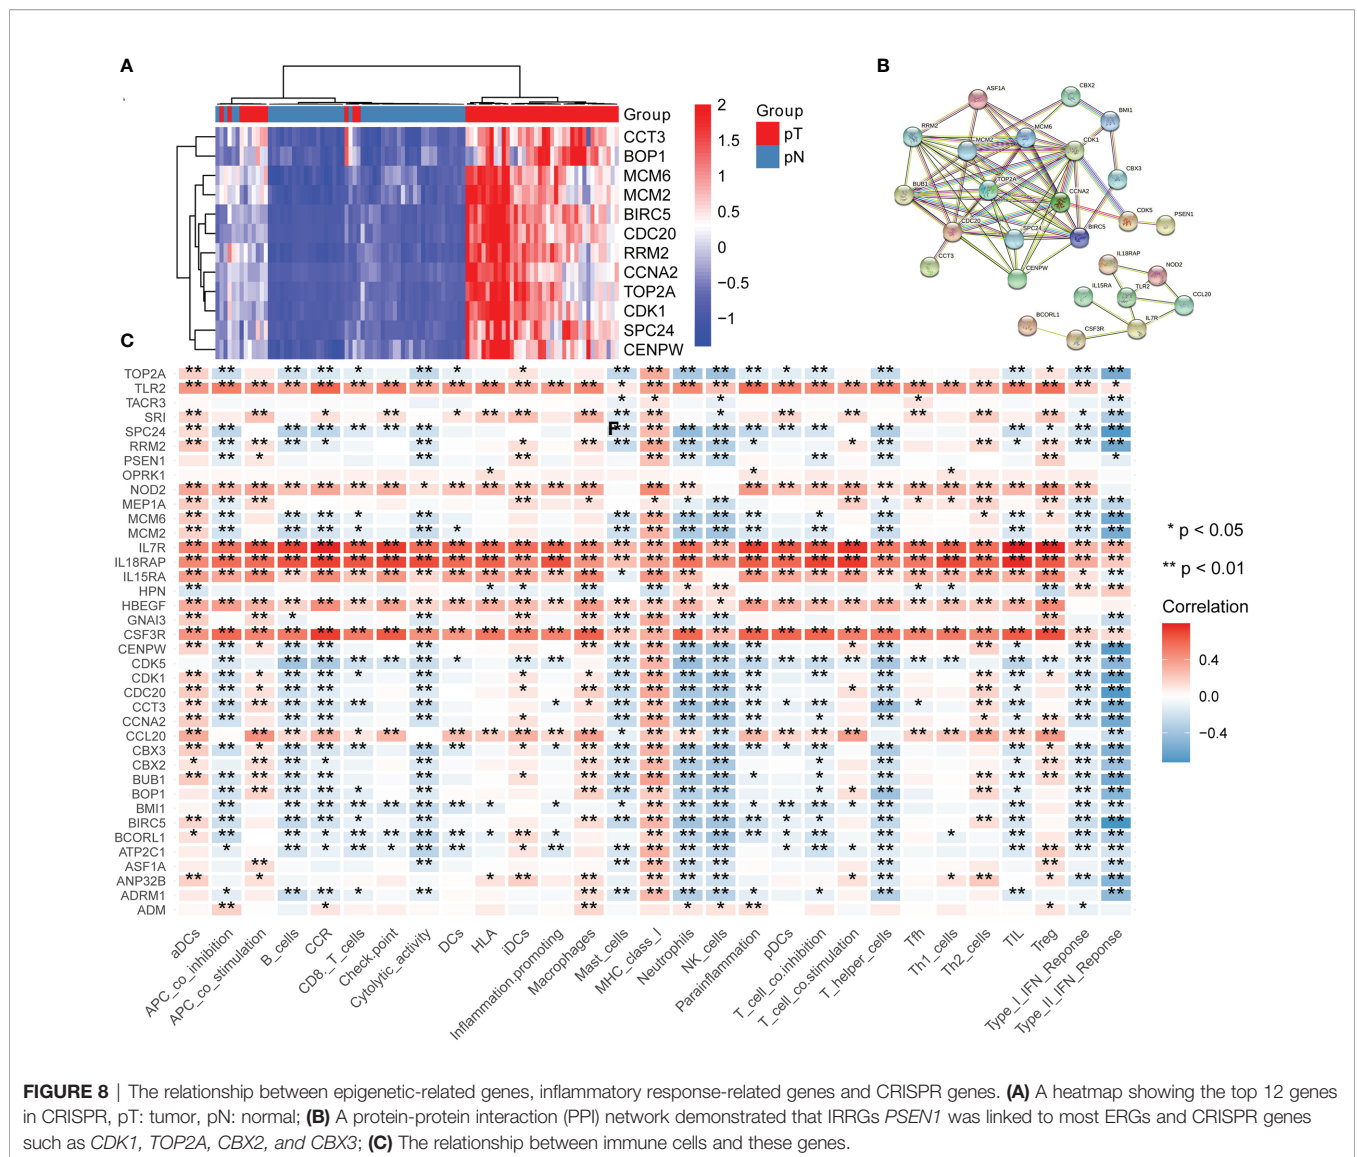 A
Group
CCT3
BOP1
MCM6
MCM2
BIRC5
CDC20
RRM2
CCNA2
TOP2A
CDK1
SPC24
CENPW
2
1.5
1
0.5
0
−0.5
−1
Group
pT
pN
B
ASF1A
CBX2
BMI1
RRM2
MCM2
MCM6
CDK1
CBX3
BUB1
TOP2A
CCNA2
CDK5
PSEN1
CDC20
SPC24
BIRC5
CCT3
CENPW
IL18RAP
NOD2
IL15RA
TLR2
CCL20
BCORL1
CSF3R
IL7R
C
TOP2A
TLR2
TACR3
SRI
SPC24
RRM2
PSEN1
OPRK1
NOD2
MEP1A
MCM6
MCM2
IL7R
IL18RAP
IL15RA
HPN
HBEGF
GNAI3
CSF3R
CENPW
CDK5
CDK1
CDC20
CCT3
CCNA2
CCL20
CBX3
CBX2
BUB1
BOP1
BMI1
BIRC5
BCORL1
ATP2C1
ASF1A
ANP32B
ADRM1
ADM
F
aDCs
APC_co_inhibition
APC_co_stimulation
B_cells
CCR
CD8._T_cells
Check.point
Cytolytic_activity
DCs
HLA
iDCs
Inflammation.promoting
Macrophages
Mast_cells
MHC_class_I
Neutrophils
NK_cells
Parainflammation
pDCs
T_cell_co.inhibition
T_cell_co.stimulation
T_helper_cells
Tfh
Th1_cells
Th2_cells
TIL
Treg
Type_I_IFN_Reponse
Type_II_IFN_Reponse
* p < 0.05
** p < 0.01
Correlation
0.4
0.0
−0.4
FIGURE 8 | The relationship between epigenetic-related genes, inflammatory response-related genes and CRISPR genes. (A) A heatmap showing the top 12 genes
in CRISPR, pT: tumor, pN: normal; (B) A protein-protein interaction (PPI) network demonstrated that IRRGs PSEN1 was linked to most ERGs and CRISPR genes
such as CDK1, TOP2A, CBX2, and CBX3; (C) The relationship between immune cells and these genes.